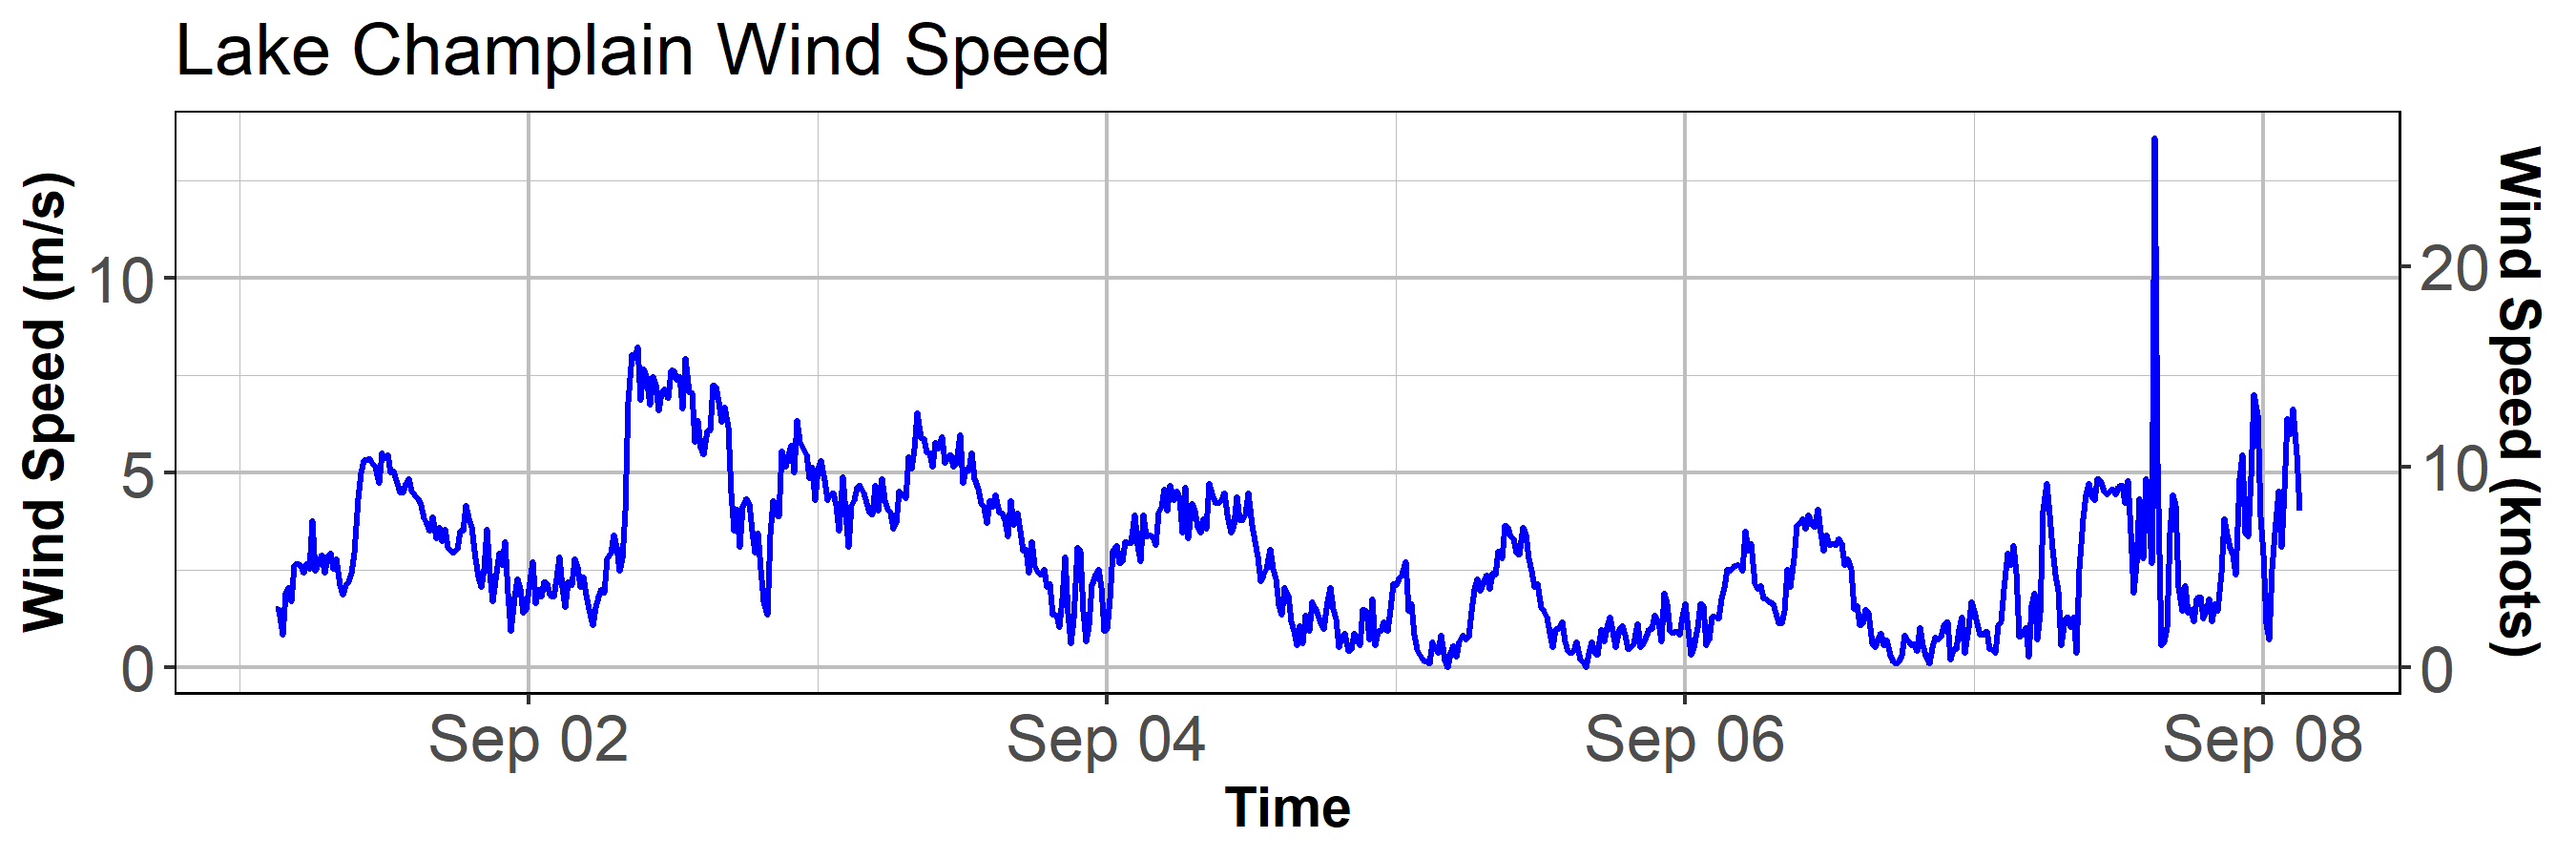 Lake Champlain Wind Speed
Wind Speed (m/s)
10
5
0
20
10
0
Wind Speed (knots)
Sep 02 Sep 04 Sep 06 Sep 08
Time